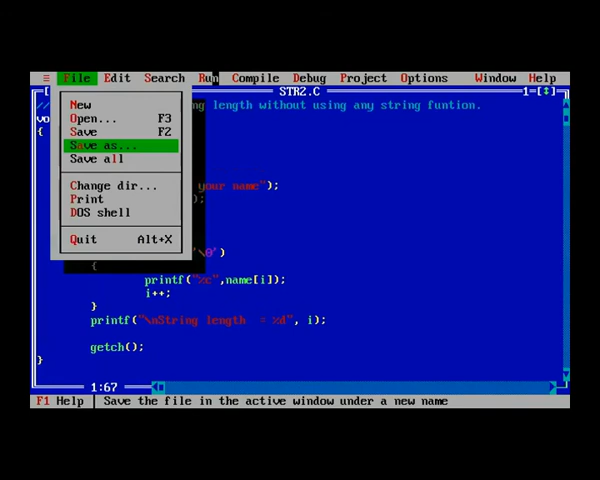 ≡ File Edit Search Run Compile Debug Project Options Window Help
[ STR2.C 1=[↕]
// ng length without using any string funtion.
vo
{
New
Open... F3
Save F2
Save as...
Save all
Change dir...
Print
DOS shell
Quit Alt+X
your name");
);
'\0')
{
printf("%c",name[i]);
i++;
}
printf("\nString length = %d", i);
getch();
}
1:67
F1 Help Save the file in the active window under a new name